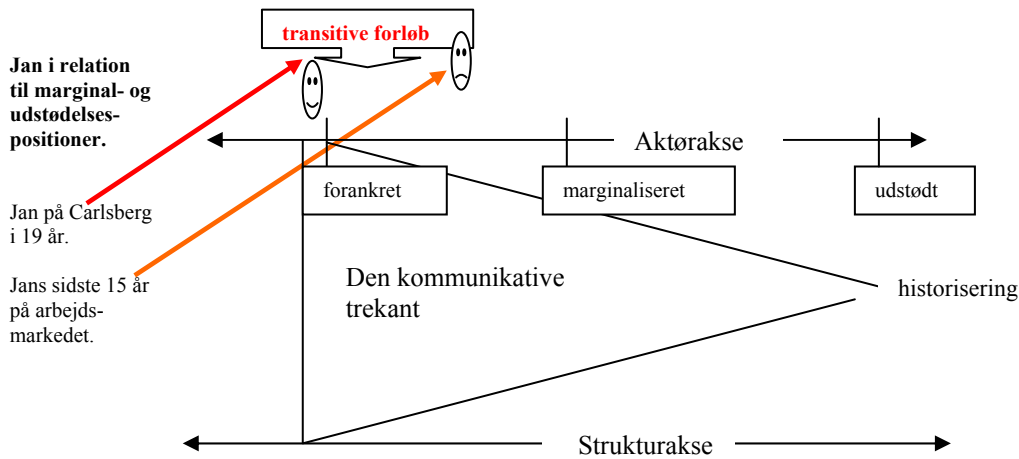 transitive forløb
Jan i relation
til marginal- og
udstødelses-
positioner.
Aktørakse
forankret
marginaliseret
udstødt
Jan på Carlsberg
i 19 år.
Jans sidste 15 år
på arbejds-
markedet.
Den kommunikative
trekant
historisering
Strukturakse